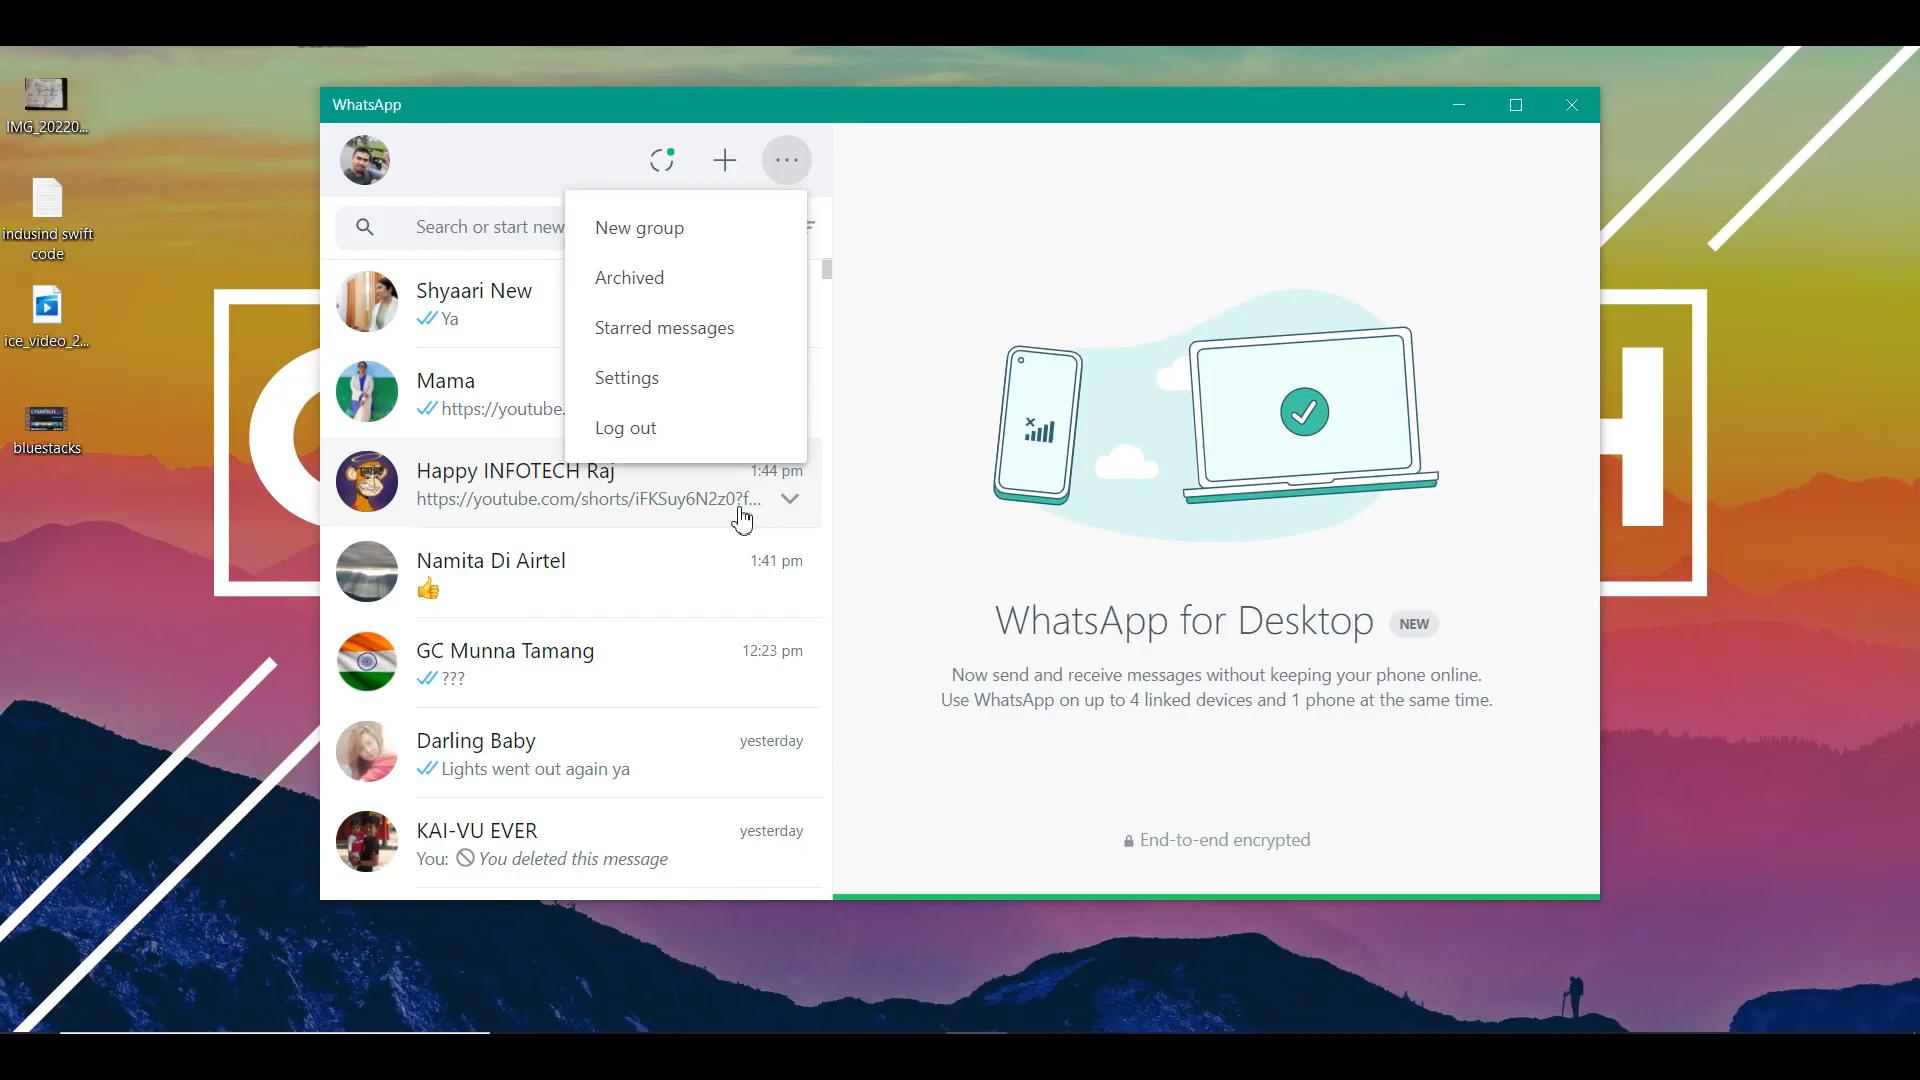 IMG_20220...
indusind swift
code
ice_video_2...
bluestacks
WhatsApp
Search or start new
New group
Archived
Starred messages
Settings
Log out
Shyaari New
Ya
Mama
https://youtube.
Happy INFOTECH Raj 1:44 pm
https://youtube.com/shorts/iFKSuy6N2z0?f...
Namita Di Airtel 1:41 pm
👍
GC Munna Tamang 12:23 pm
???
Darling Baby yesterday
Lights went out again ya
KAI-VU EVER yesterday
You: You deleted this message
WhatsApp for Desktop NEW
Now send and receive messages without keeping your phone online.
Use WhatsApp on up to 4 linked devices and 1 phone at the same time.
End-to-end encrypted